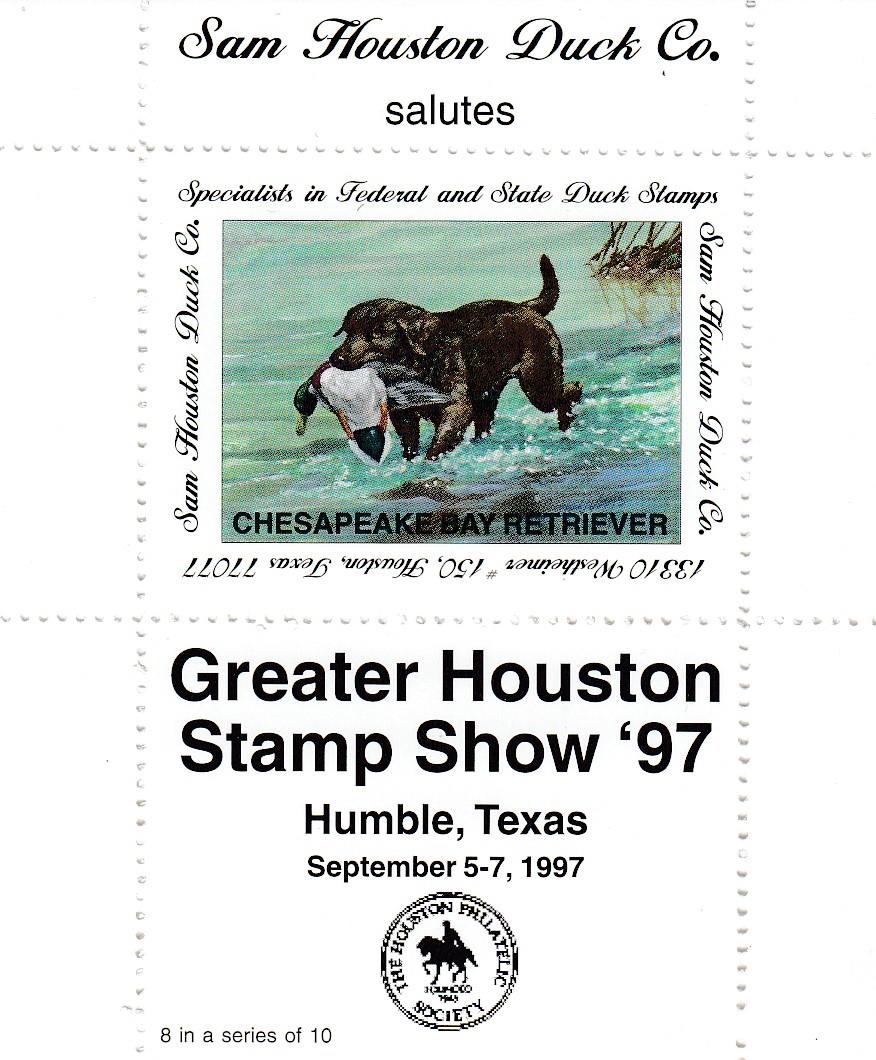 Sam Houston Duck Co.
salutes
Specialists in Federal and State Duck Stamps
Sam Houston Duck Co.
Sam Houston Duck Co.
CHESAPEAKE BAY RETRIEVER
13310 Westheimer #150, Houston, Texas 77077
Greater Houston
Stamp Show ‘97
Humble, Texas
September 5-7, 1997
THE HOUSTON PHILATELIC
FOUNDED
SOCIETY
8 in a series of 10